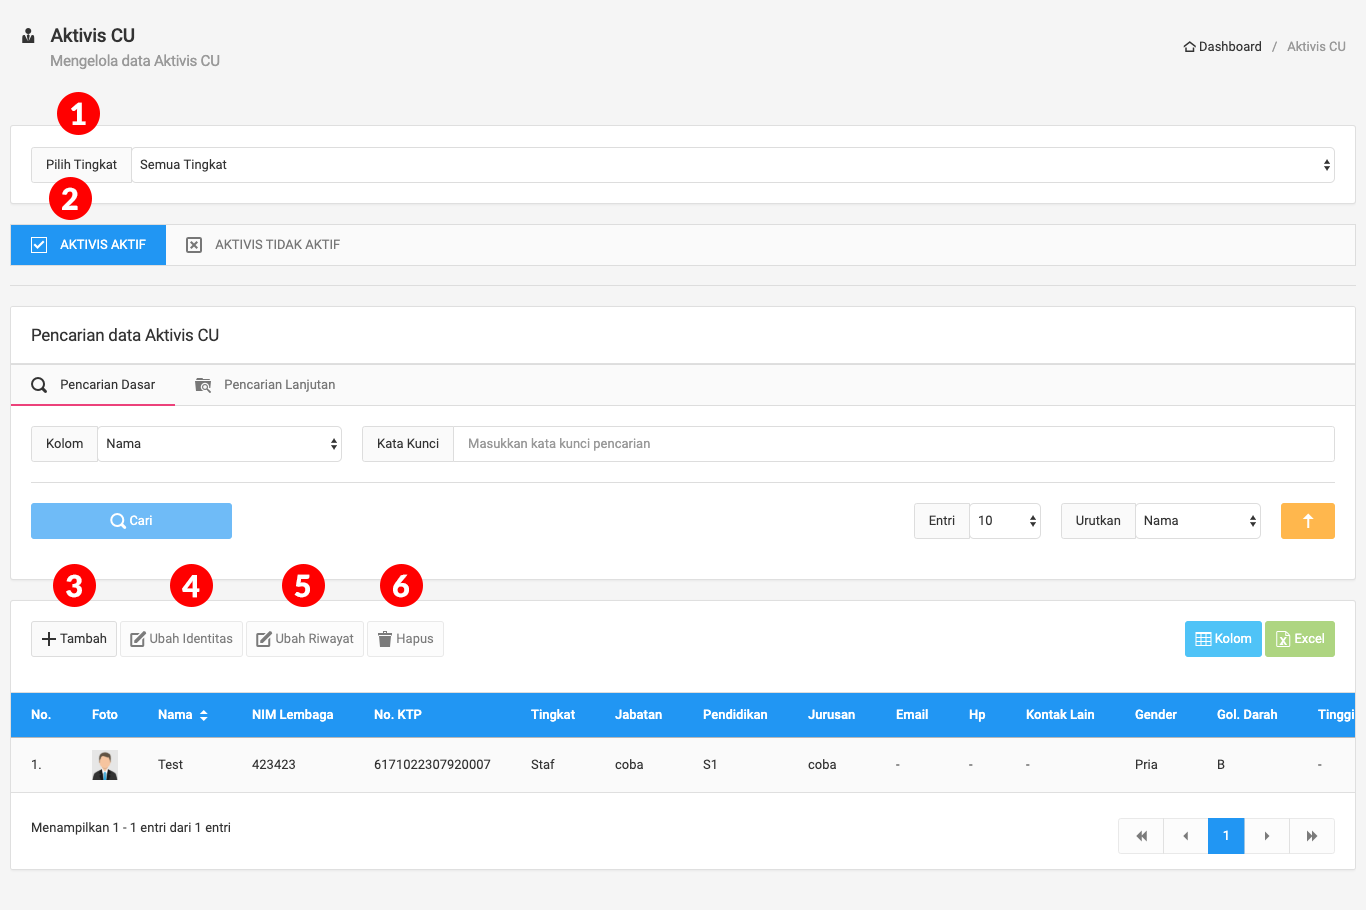 Aktivis CU
Mengelola data Aktivis CU
Dashboard / Aktivis CU
1
Pilih Tingkat Semua Tingkat
2
AKTIVIS AKTIF AKTIVIS TIDAK AKTIF
Pencarian data Aktivis CU
Pencarian Dasar Pencarian Lanjutan
Kolom Nama Kata Kunci Masukkan kata kunci pencarian
Cari Entri 10 Urutkan Nama
3 4 5 6
Tambah Ubah Identitas Ubah Riwayat Hapus Kolom Excel
No. Foto Nama NIM Lembaga No. KTP Tingkat Jabatan Pendidikan Jurusan Email Hp Kontak Lain Gender Gol. Darah Tinggi
1. Test 423423 6171022307920007 Staf coba S1 coba - - - Pria B -
Menampilkan 1 - 1 entri dari 1 entri
1